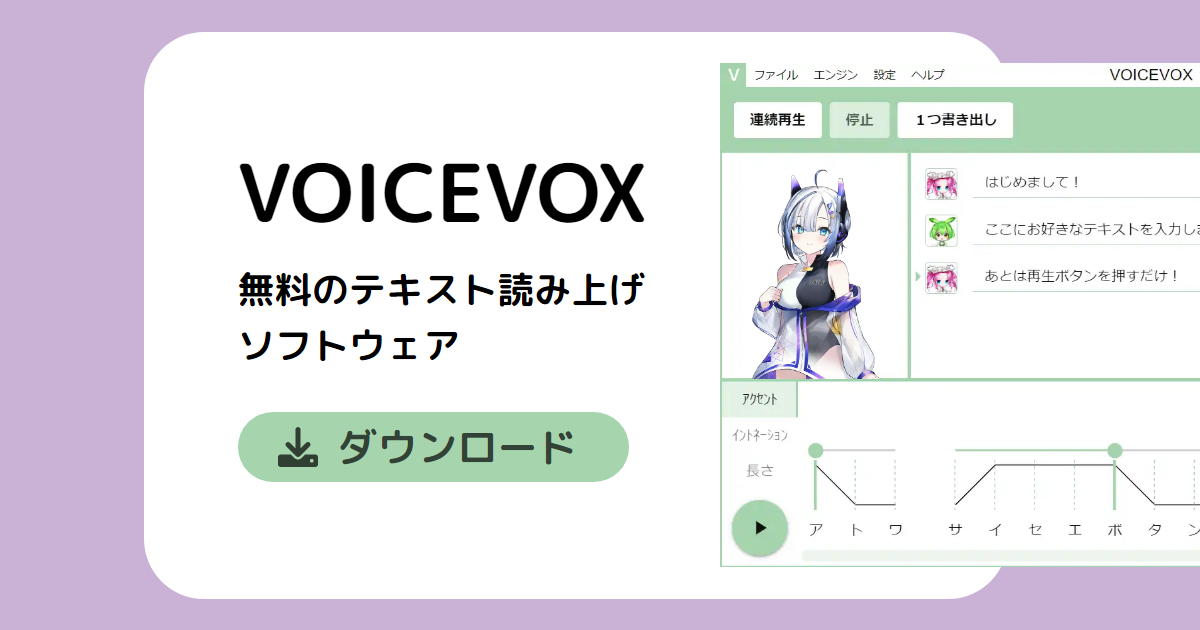 VOICEVOX
無料のテキスト読み上げ
ソフトウェア
ダウンロード
V ファイル エンジン 設定 ヘルプ VOICEVOX
連続再生 停止 1つ書き出し
はじめまして！
ここにお好きなテキストを入力しま
あとは再生ボタンを押すだけ！
アクセント
イントネーション
長さ
ア ト ワ サ イ セ エ ボ タ ン